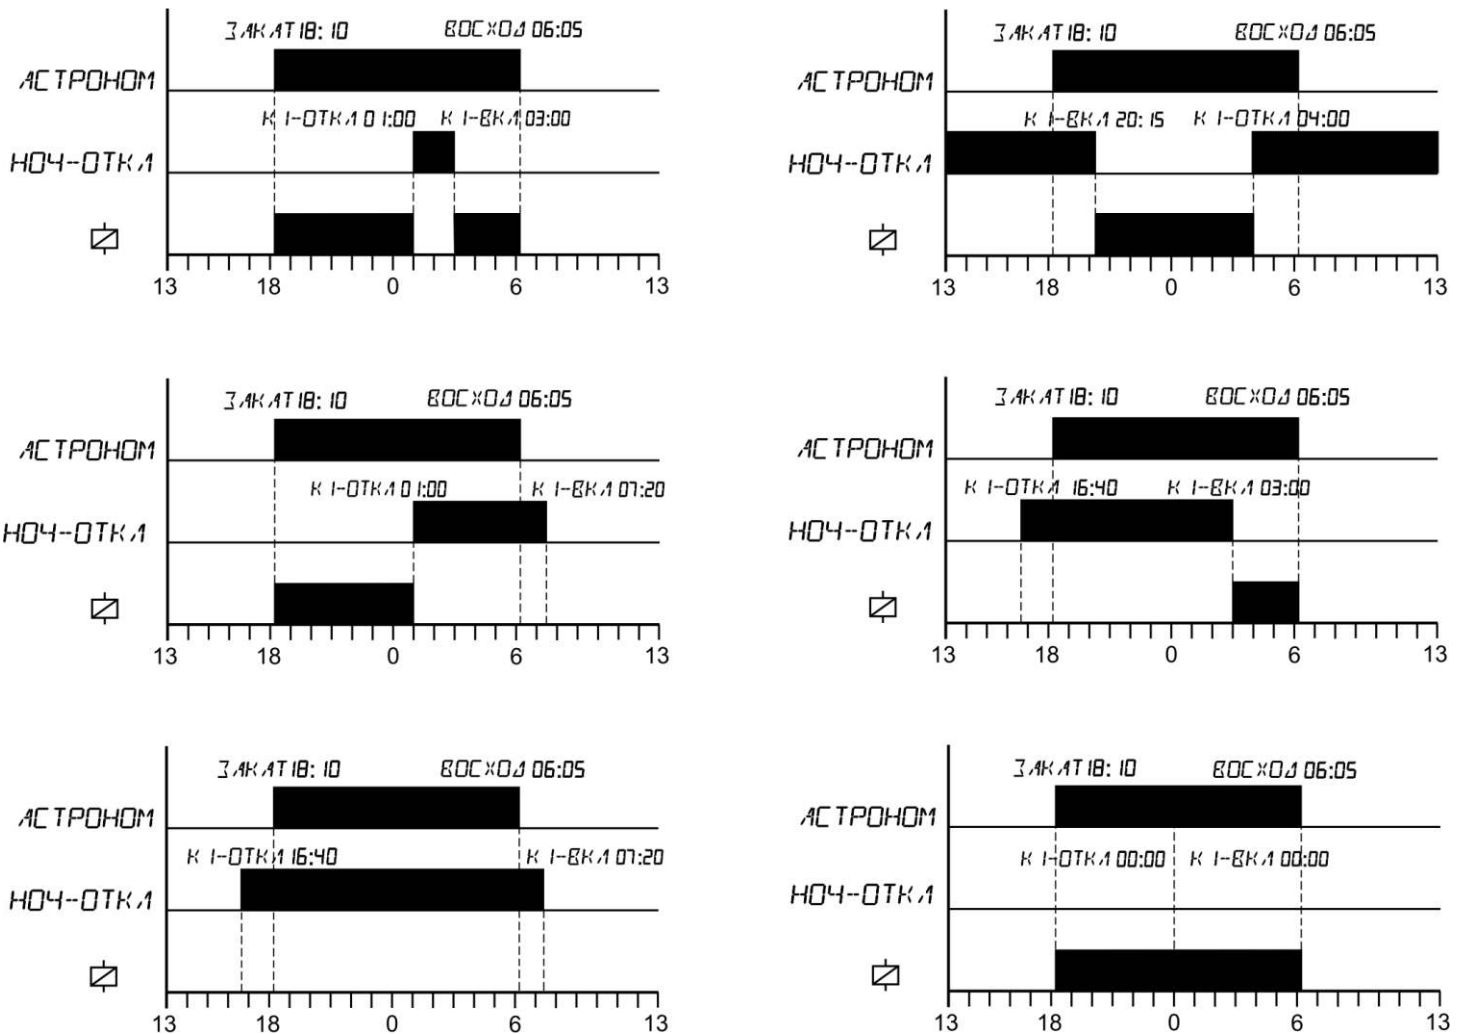 ЗАКАТ 18:10 ВОСХОД 06:05
АСТРОНОМ
К1-ОТКЛ 01:00 К1-ВКЛ 03:00
НОЧ-ОТКЛ
13 18 0 6 13
ЗАКАТ 18:10 ВОСХОД 06:05
АСТРОНОМ
К1-ВКЛ 20:15 К1-ОТКЛ 04:00
НОЧ-ОТКЛ
13 18 0 6 13
ЗАКАТ 18:10 ВОСХОД 06:05
АСТРОНОМ
К1-ОТКЛ 01:00 К1-ВКЛ 07:20
НОЧ-ОТКЛ
13 18 0 6 13
ЗАКАТ 18:10 ВОСХОД 06:05
АСТРОНОМ
К1-ОТКЛ 16:40 К1-ВКЛ 03:00
НОЧ-ОТКЛ
13 18 0 6 13
ЗАКАТ 18:10 ВОСХОД 06:05
АСТРОНОМ
К1-ОТКЛ 16:40 К1-ВКЛ 07:20
НОЧ-ОТКЛ
13 18 0 6 13
ЗАКАТ 18:10 ВОСХОД 06:05
АСТРОНОМ
К1-ОТКЛ 00:00 К1-ВКЛ 00:00
НОЧ-ОТКЛ
13 18 0 6 13